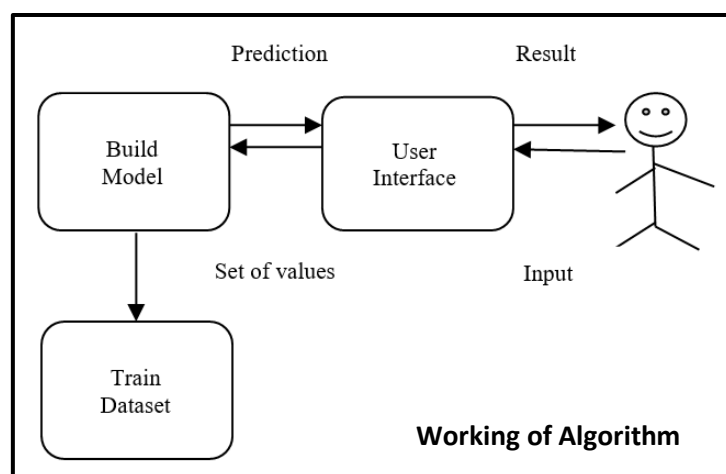 Prediction
Result
Build
Model
User
Interface
Set of values
Input
Train
Dataset
Working of Algorithm